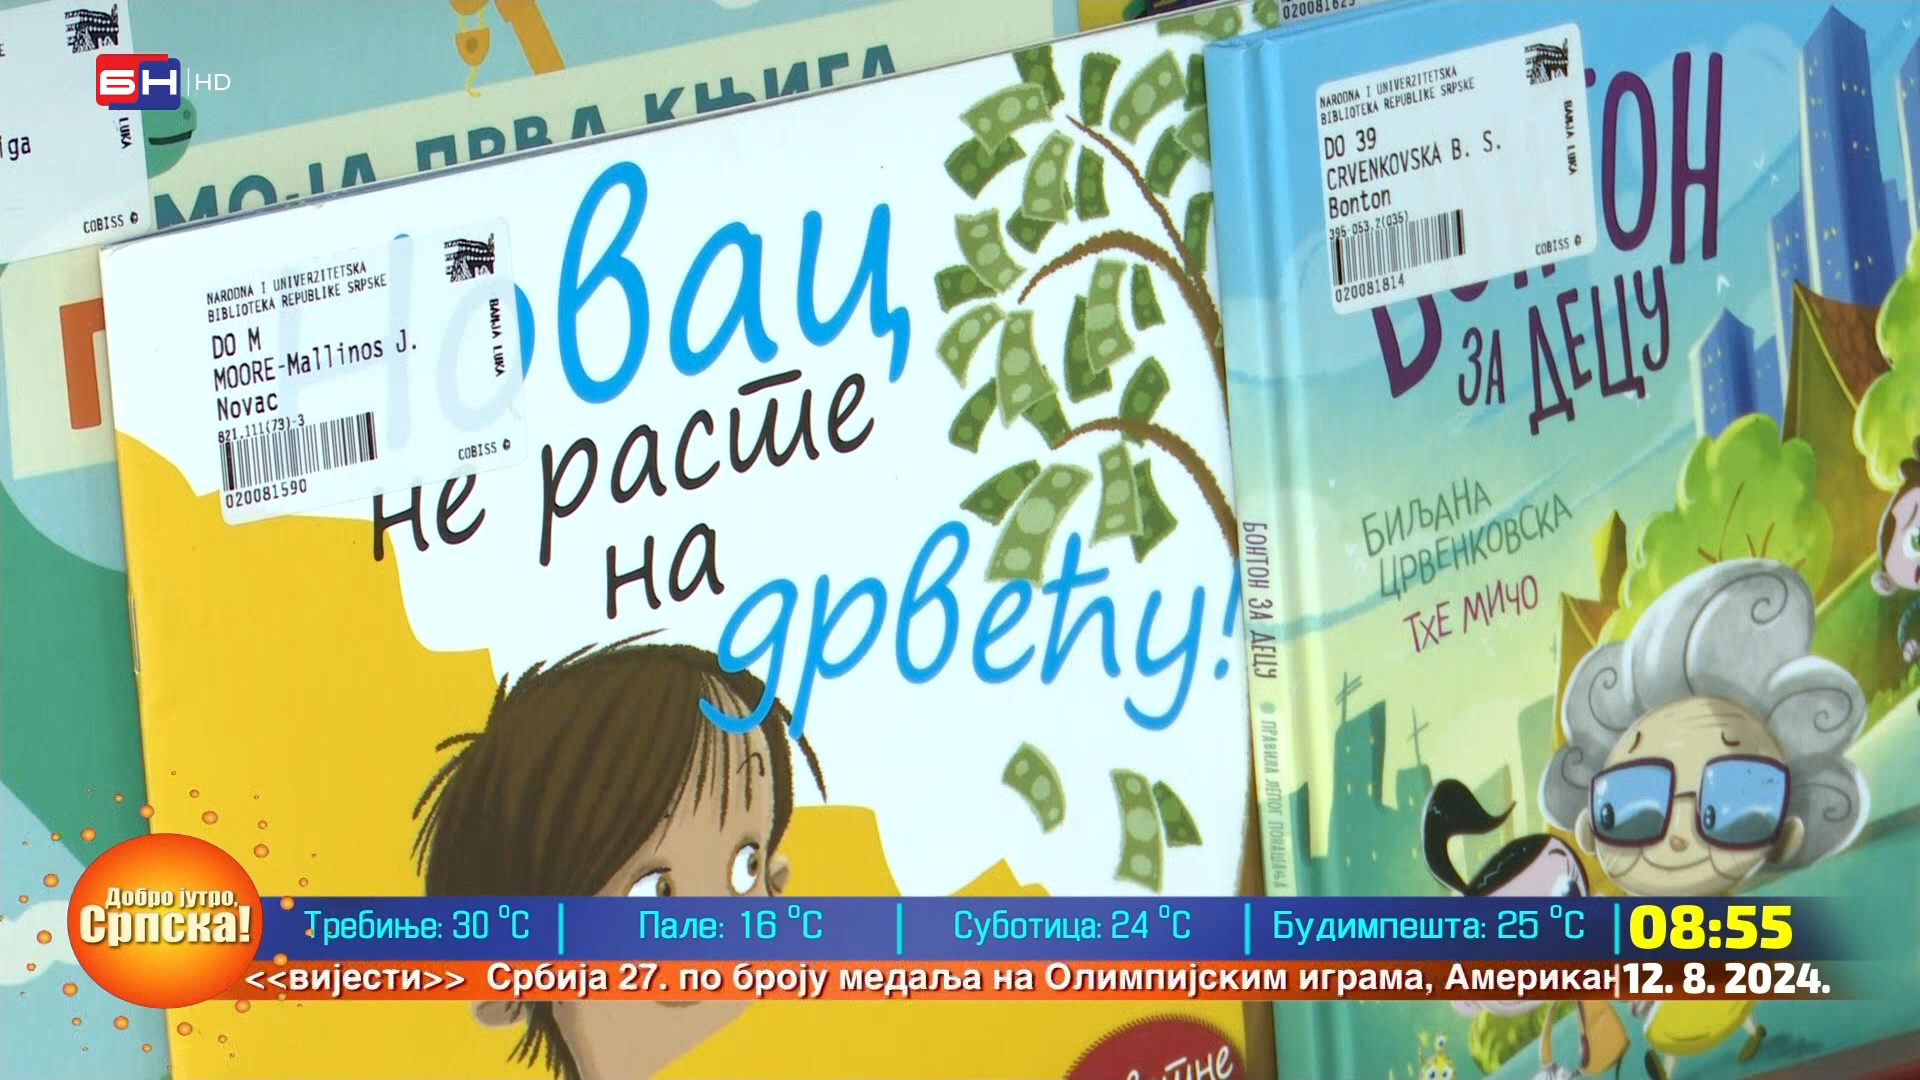 БН HD
МОЈА ПРВА КЊИГА
COBISS
LUKA
NARODNA I UNIVERZITETSKA
BIBLIOTEKA REPUBLIKE SRPSKE
BANJA LUKA
DO M
MOORE-Mallinos J.
Novac
821.111(73)-3
COBISS
020081590
Новац
не расте
на
дрвећу!
NARODNA I UNIVERZITETSKA
BIBLIOTEKA REPUBLIKE SRPSKE
BANJA LUKA
DO 39
CRVENKOVSKA B. S.
Bonton
395-053.2(035)
COBISS
020081814
БОНТОН
ЗА ДЕЦУ
БИЉАНА
ЦРВЕНКОВСКА
ТХЕ МИЧО
БОНТОН ЗА ДЕЦУ • ПРАВИЛА ЛЕПОГ ПОНАШАЊА
Добро јутро,
Српска!
Требиње: 30 °C | Пале: 16 °C | Суботица: 24 °C | Будимпешта: 25 °C | 08:55
<<вијести>> Србија 27. по броју медаља на Олимпијским играма, Американ 12. 8. 2024.